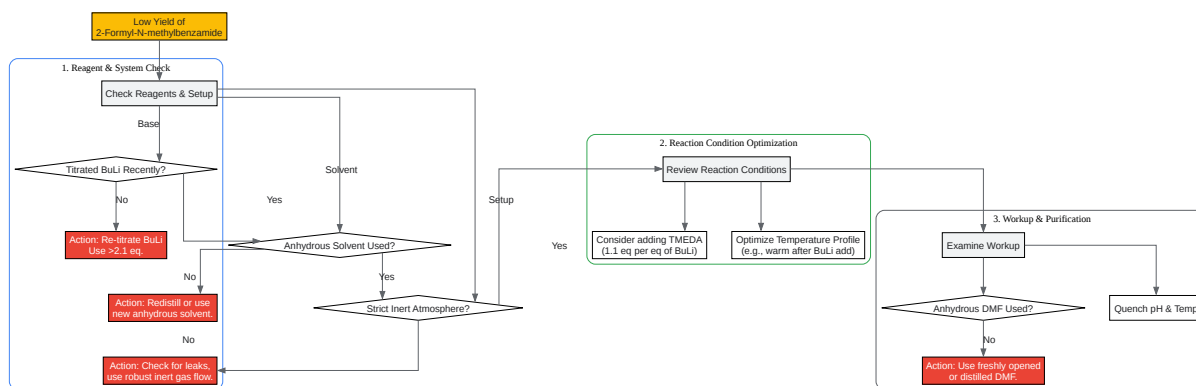 Low Yield of
2-Formyl-N-methylbenzamide
1. Reagent & System Check
Check Reagents & Setup
Base
Titrated BuLi Recently?
No
Action: Re-titrate BuLi
Use >2.1 eq.
Solvent
Yes
Anhydrous Solvent Used?
No
Action: Redistill or use
new anhydrous solvent.
Yes
Setup
Strict Inert Atmosphere?
No
Action: Check for leaks,
use robust inert gas flow.
Yes
2. Reaction Condition Optimization
Review Reaction Conditions
Consider adding TMEDA
(1.1 eq per eq of BuLi)
Optimize Temperature Profile
(e.g., warm after BuLi add)
3. Workup & Purification
Examine Workup
Anhydrous DMF Used?
Quench pH & Temp
No
Action: Use freshly opened
or distilled DMF.